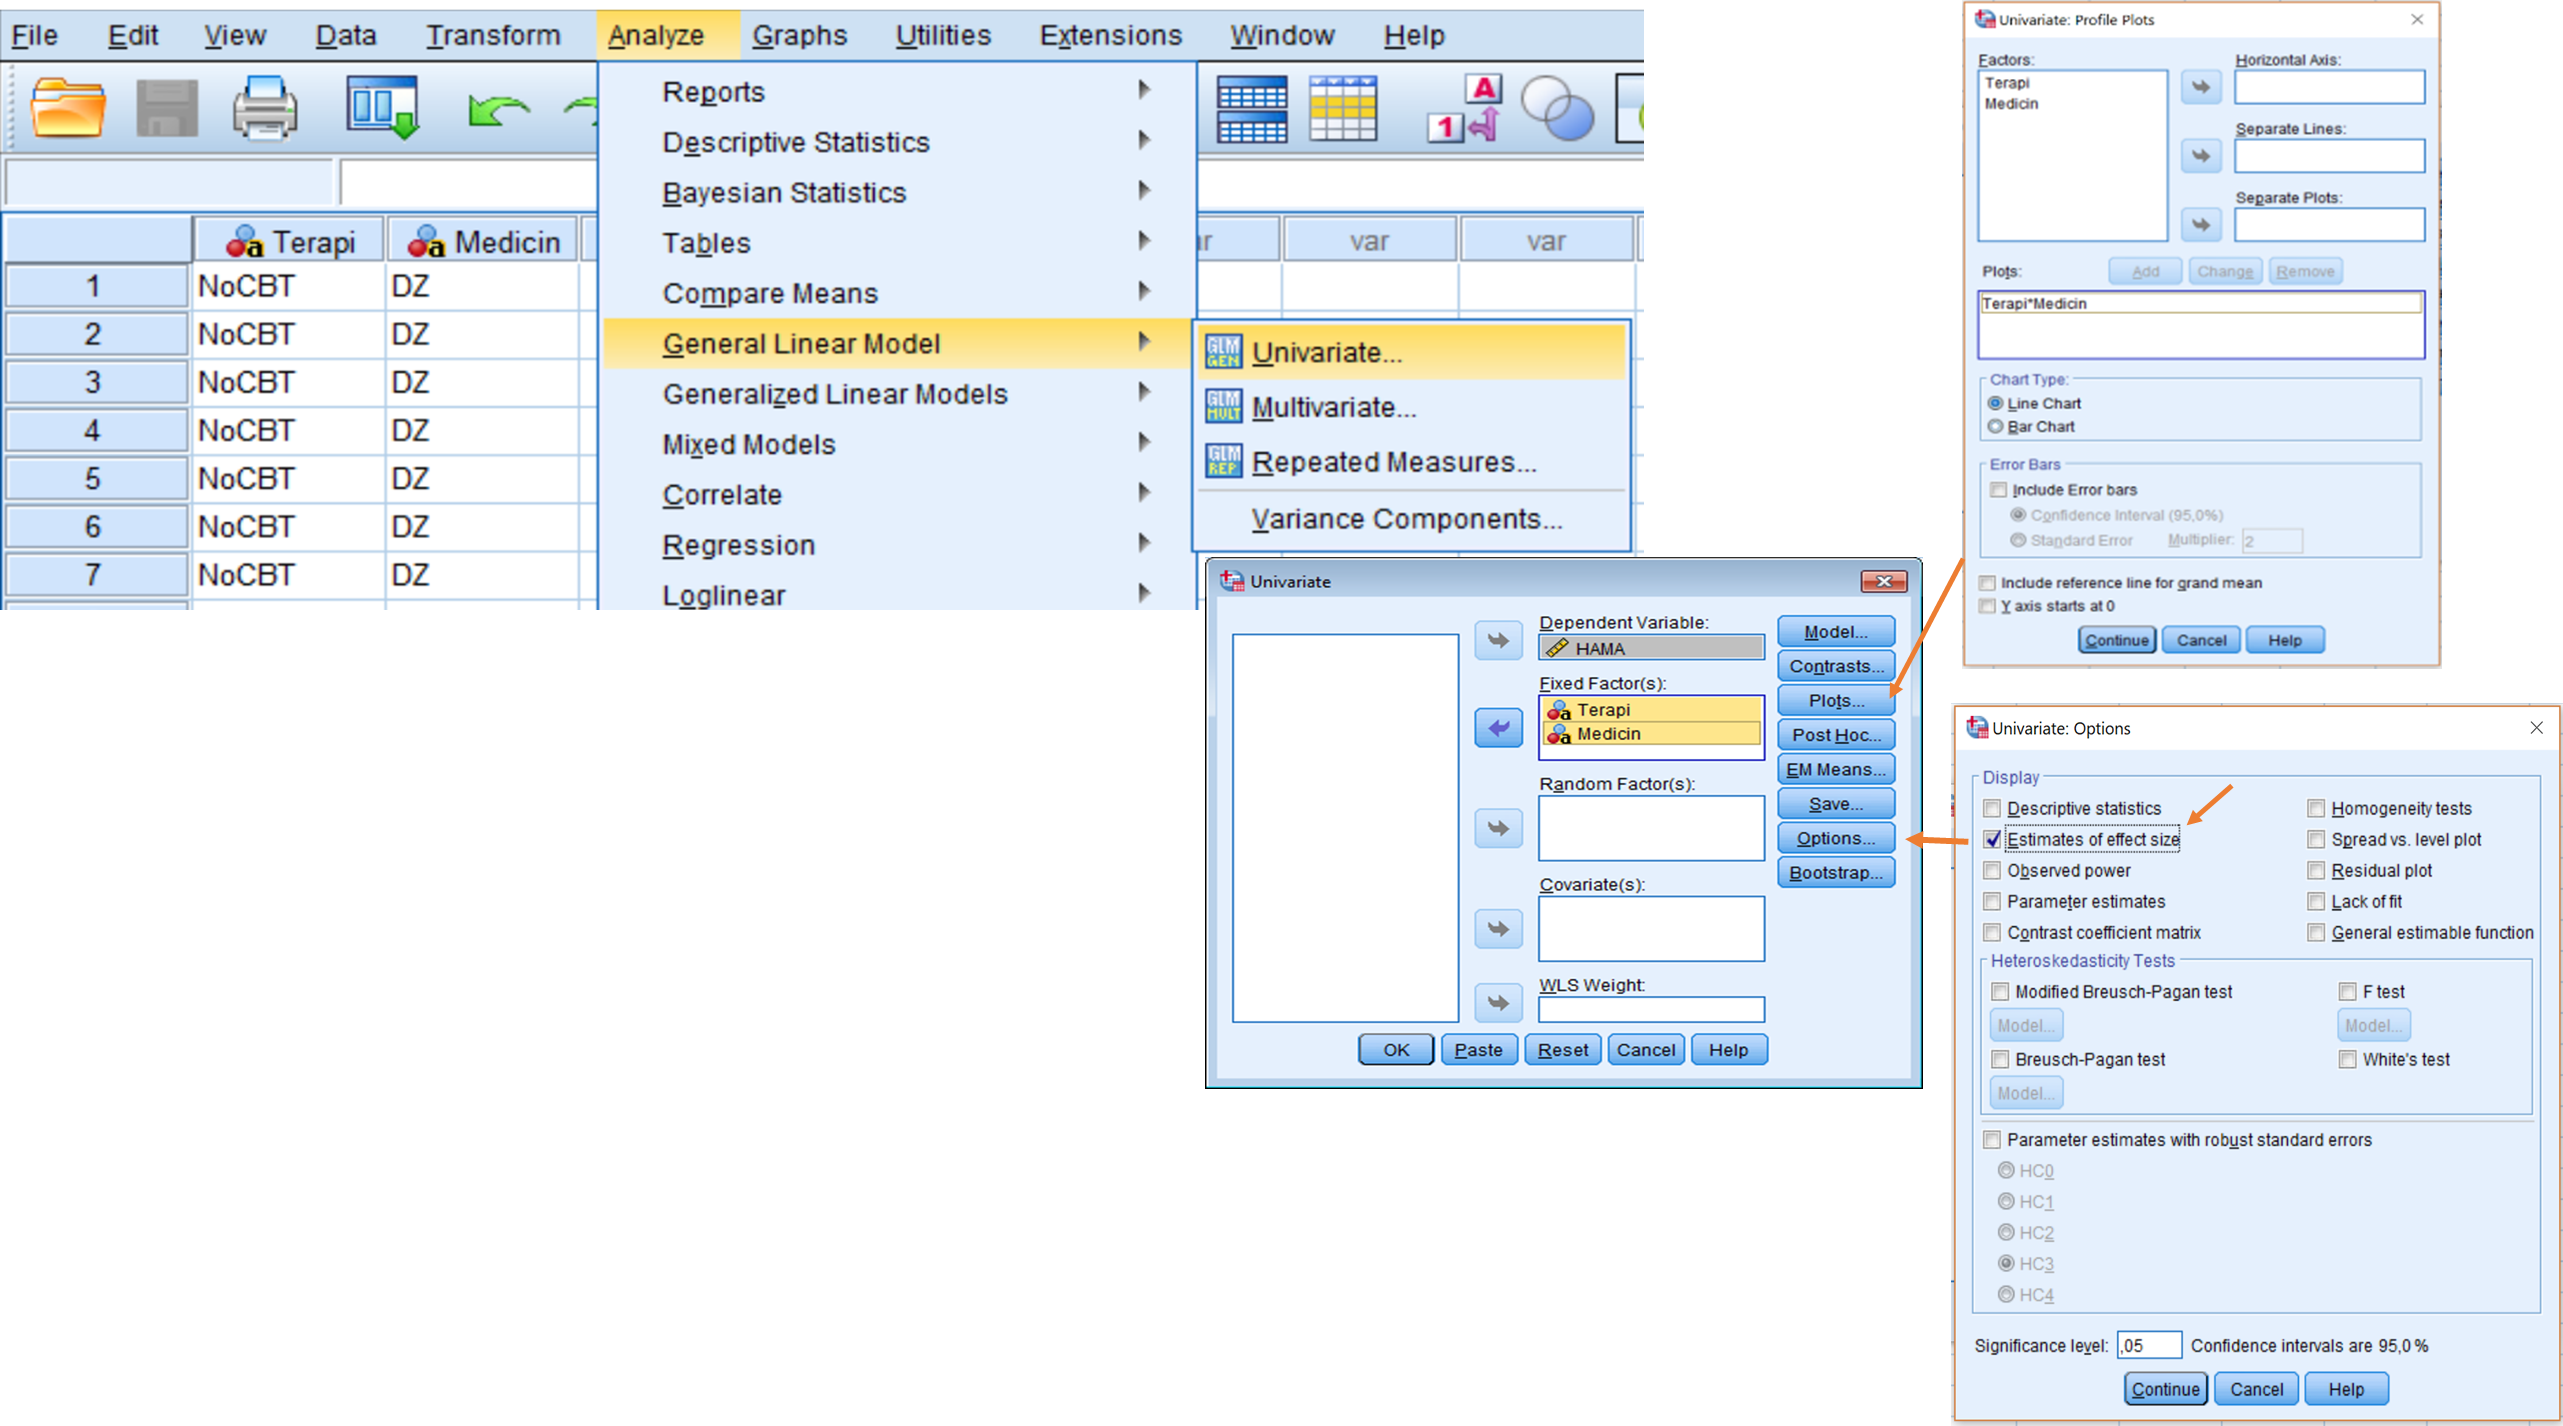 File Edit View Data Transform Analyze Graphs Utilities Extensions Window Help
Reports
Descriptive Statistics
Bayesian Statistics
Tables
Compare Means
General Linear Model
Generalized Linear Models
Mixed Models
Correlate
Regression
Loglinear
A
1
Terapi Medicin var var
1 NoCBT DZ
2 NoCBT DZ
3 NoCBT DZ
4 NoCBT DZ
5 NoCBT DZ
6 NoCBT DZ
7 NoCBT DZ
GLM GEN Univariate...
GLM MULT Multivariate...
GLM REP Repeated Measures...
Variance Components...
Univariate
Dependent Variable:
HAMA
Fixed Factor(s):
Terapi
Medicin
Random Factor(s):
Covariate(s):
WLS Weight:
Model...
Contrasts...
Plots...
Post Hoc...
EM Means...
Save...
Options...
Bootstrap...
OK Paste Reset Cancel Help
Univariate: Profile Plots
Factors:
Terapi
Medicin
Horizontal Axis:
Separate Lines:
Separate Plots:
Plots: Add Change Remove
Terapi*Medicin
Chart Type:
Line Chart
Bar Chart
Error Bars
Include Error bars
Confidence Interval (95,0%)
Standard Error Multiplier: 2
Include reference line for grand mean
Y axis starts at 0
Continue Cancel Help
Univariate: Options
Display
Descriptive statistics Homogeneity tests
Estimates of effect size Spread vs. level plot
Observed power Residual plot
Parameter estimates Lack of fit
Contrast coefficient matrix General estimable function
Heteroskedasticity Tests
Modified Breusch-Pagan test F test
Model... Model...
Breusch-Pagan test White's test
Model...
Parameter estimates with robust standard errors
HC0
HC1
HC2
HC3
HC4
Significance level: ,05 Confidence intervals are 95,0 %
Continue Cancel Help